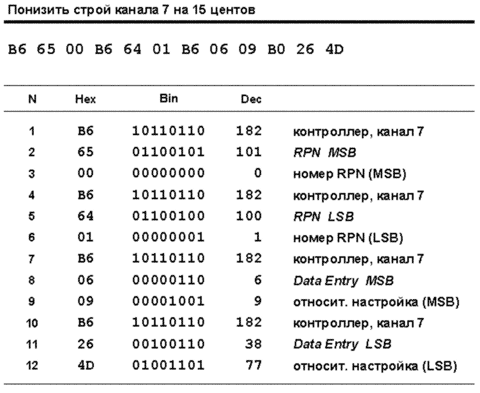 Понизить строй канала 7 на 15 центов
B6 65 00 B6 64 01 B6 06 09 B0 26 4D
N Hex Bin Dec
1 B6 10110110 182 контроллер, канал 7
2 65 01100101 101 RPN MSB
3 00 00000000 0 номер RPN (MSB)
4 B6 10110110 182 контроллер, канал 7
5 64 01100100 100 RPN LSB
6 01 00000001 1 номер RPN (LSB)
7 B6 10110110 182 контроллер, канал 7
8 06 00000110 6 Data Entry MSB
9 09 00001001 9 относит. настройка (MSB)
10 B6 10110110 182 контроллер, канал 7
11 26 00100110 38 Data Entry LSB
12 4D 01001101 77 относит. настройка (LSB)